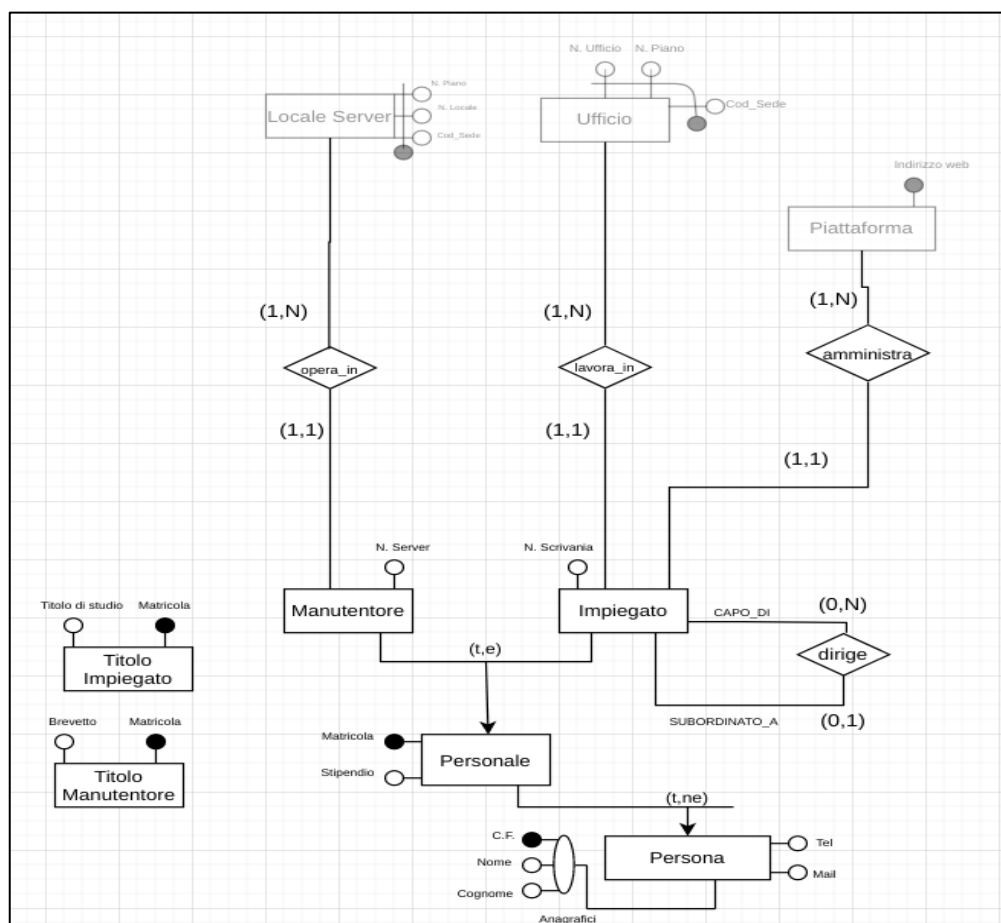 N. Ufficio
N. Piano
N. Piano
Locale Server
N. Locale
Cod_Sede
Ufficio
Cod_Sede
Indirizzo web
Piattaforma
(1,N)
(1,N)
(1,N)
opera_in
lavora_in
amministra
(1,1)
(1,1)
(1,1)
N. Server
N. Scrivania
Manutentore
Impiegato
CAPO_DI
(0,N)
Titolo di studio
Matricola
Titolo
Impiegato
(t,e)
dirige
SUBORDINATO_A
(0,1)
Brevetto
Matricola
Titolo
Manutentore
Matricola
Stipendio
Personale
(t,ne)
C.F.
Nome
Cognome
Anagrafici
Persona
Tel
Mail